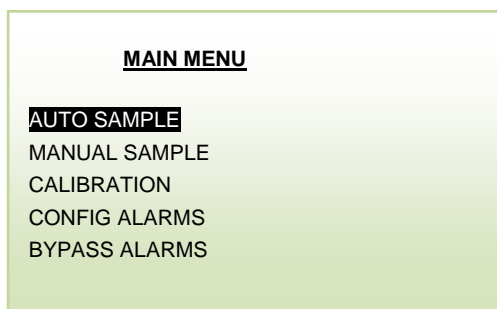 MAIN MENU
AUTO SAMPLE
MANUAL SAMPLE
CALIBRATION
CONFIG ALARMS
BYPASS ALARMS